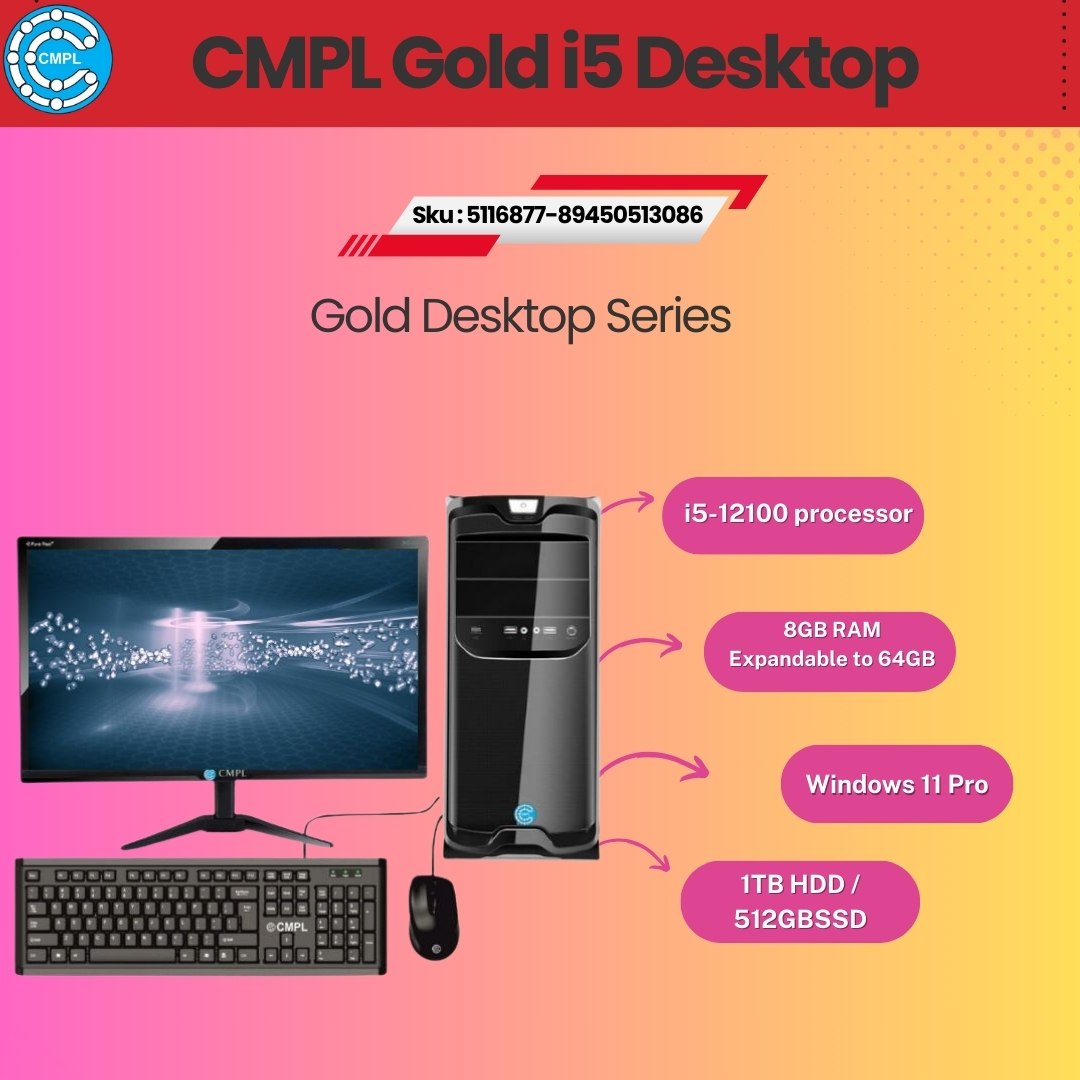 CMPL
CMPL Gold i5 Desktop
Sku : 5116877-89450513086
Gold Desktop Series
i5-12100 processor
8GB RAM
Expandable to 64GB
Windows 11 Pro
1TB HDD /
512GBSSD
CMPL
CMPL